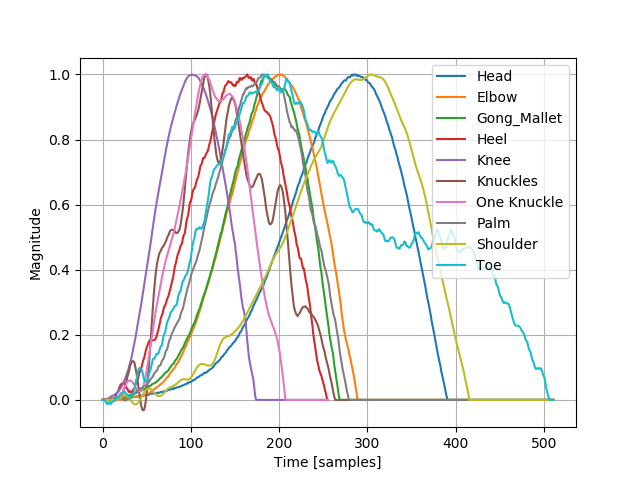 1.0
0.8
0.6
0.4
0.2
0.0
Magnitude
0
100
200
300
400
500
Time [samples]
Head
Elbow
Gong_Mallet
Heel
Knee
Knuckles
One Knuckle
Palm
Shoulder
Toe